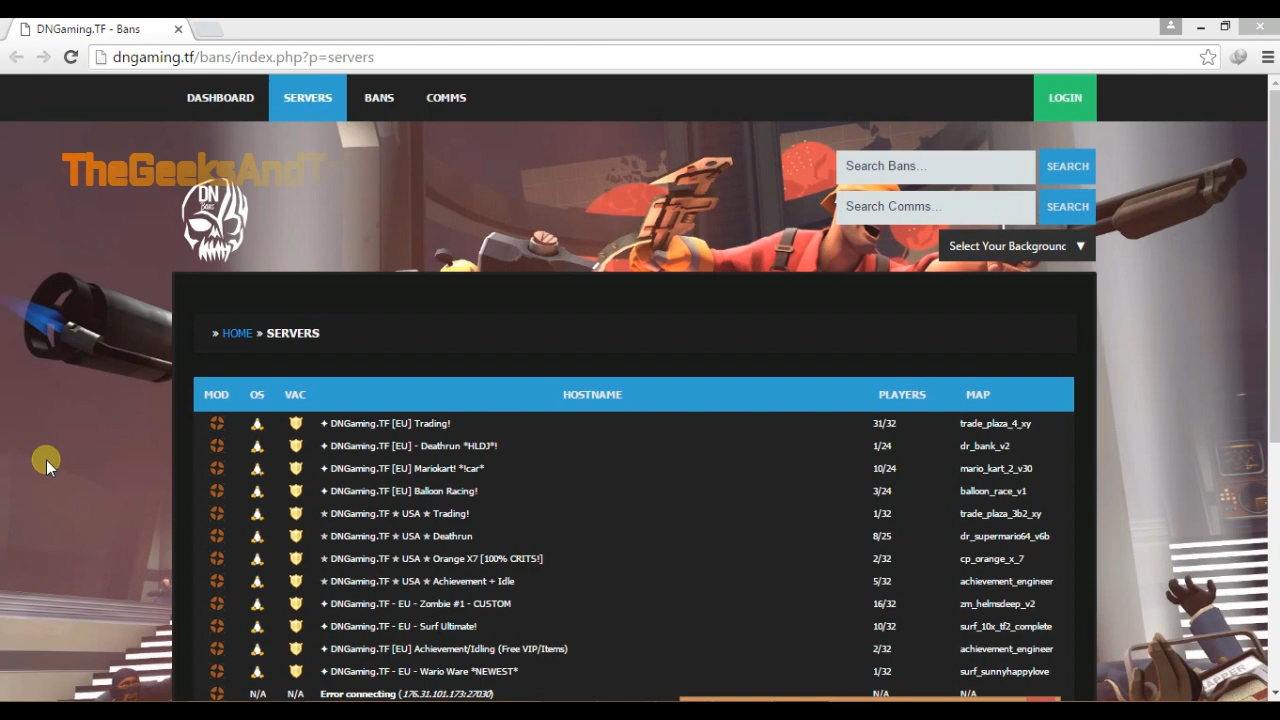 DNGaming.TF - Bans
dngaming.tf/bans/index.php?p=servers
DASHBOARD SERVERS BANS COMMS LOGIN
TheGeeksAndT
DN
Bans
Search Bans... SEARCH
Search Comms... SEARCH
Select Your Backgrounc ▼
» HOME » SERVERS
MOD OS VAC HOSTNAME PLAYERS MAP
✦ DNGaming.TF [EU] Trading! 31/32 trade_plaza_4_xy
✦ DNGaming.TF [EU] - Deathrun *HLDJ*! 1/24 dr_bank_v2
✦ DNGaming.TF [EU] Mariokart! *!car* 10/24 mario_kart_2_v30
✦ DNGaming.TF [EU] Balloon Racing! 3/24 balloon_race_v1
★ DNGaming.TF ★ USA ★ Trading! 1/32 trade_plaza_3b2_xy
★ DNGaming.TF ★ USA ★ Deathrun 8/25 dr_supermario64_v6b
★ DNGaming.TF ★ USA ★ Orange X7 [100% CRITS!] 2/32 cp_orange_x_7
★ DNGaming.TF ★ USA ★ Achievement + Idle 5/32 achievement_engineer
✦ DNGaming.TF - EU - Zombie #1 - CUSTOM 16/32 zm_helmsdeep_v2
✦ DNGaming.TF - EU - Surf Ultimate! 10/32 surf_10x_tf2_complete
✦ DNGaming.TF [EU] Achievement/Idling (Free VIP/Items) 2/32 achievement_engineer
✦ DNGaming.TF - EU - Wario Ware *NEWEST* 1/32 surf_sunnyhappylove
N/A N/A Error connecting (176.31.101.173:27030) N/A N/A